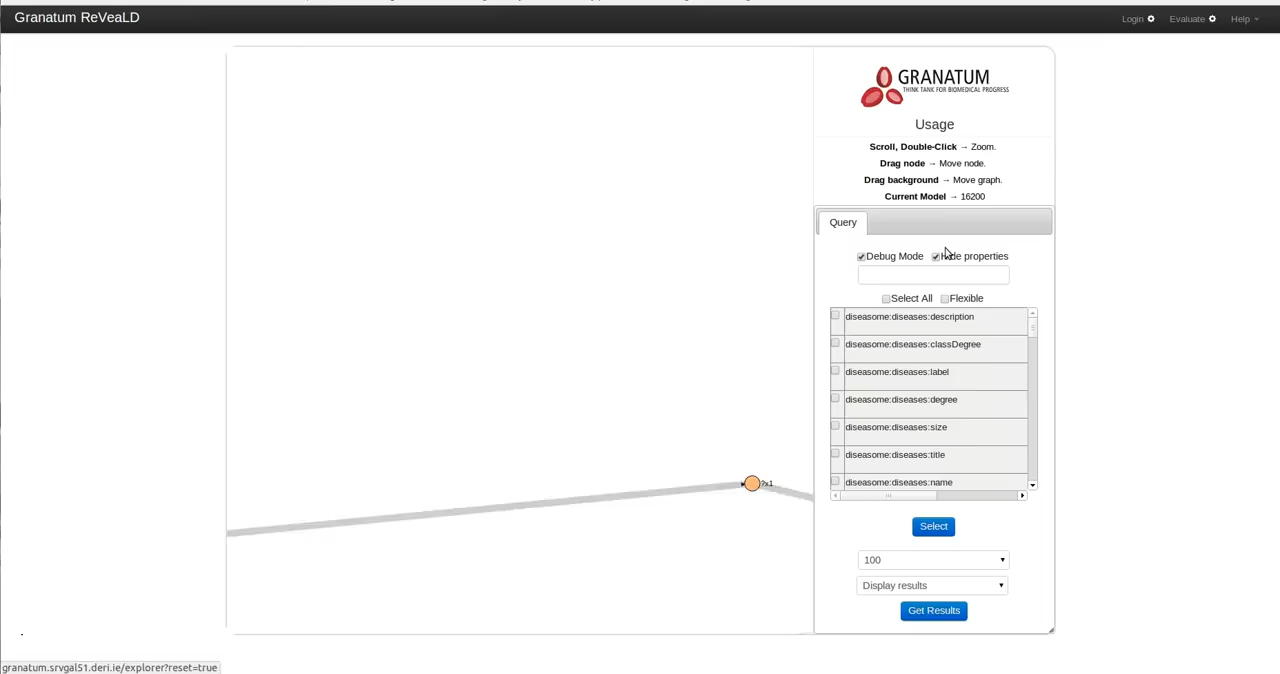 Granatum ReVeaLD
Login
Evaluate
Help
GRANATUM
THINK TANK FOR BIOMEDICAL PROGRESS
Usage
Scroll, Double-Click → Zoom.
Drag node → Move node.
Drag background → Move graph.
Current Model → 16200
Query
Debug Mode
Hide properties
Select All
Flexible
diseasome:diseases:description
diseasome:diseases:classDegree
diseasome:diseases:label
diseasome:diseases:degree
diseasome:diseases:size
diseasome:diseases:title
diseasome:diseases:name
?x1
Select
100
Display results
Get Results
granatum.srvgal51.deri.ie/explorer?reset=true